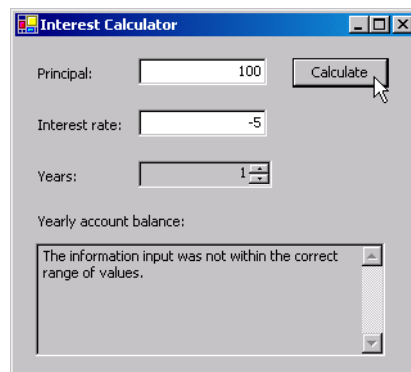 Interest Calculator
Principal: 100 Calculate
Interest rate: -5
Years: 1
Yearly account balance:
The information input was not within the correct
range of values.